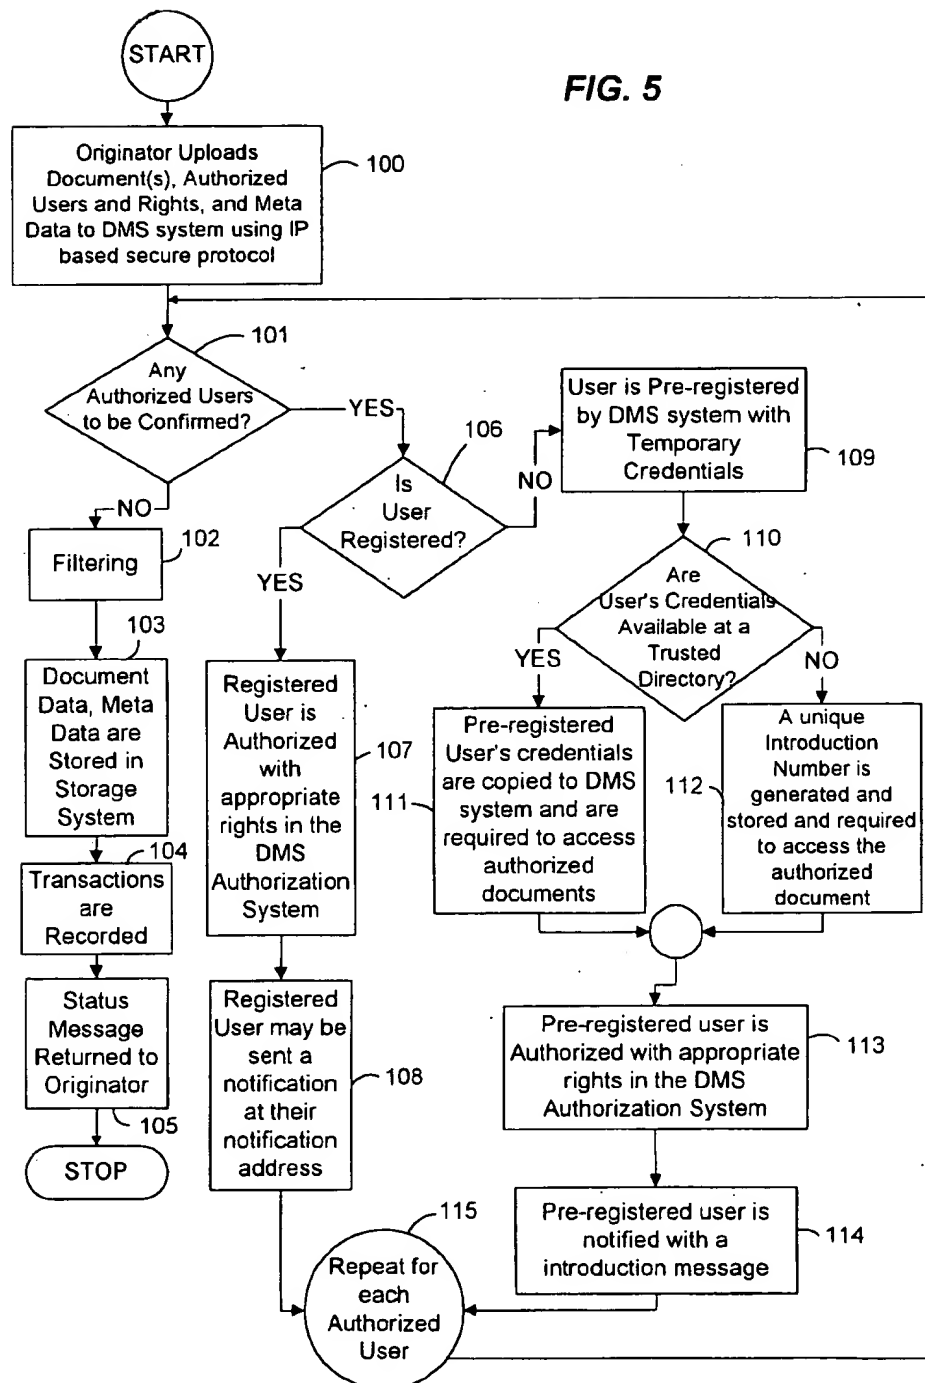 START
FIG. 5
Originator Uploads
Document(s), Authorized
Users and Rights, and Meta
Data to DMS system using IP
based secure protocol
100
101
Any
Authorized Users
to be Confirmed?
YES
NO
102
Filtering
103
Document
Data, Meta
Data are
Stored in
Storage
System
104
Transactions
are
Recorded
Status
Message
Returned to
Originator
105
STOP
106
Is
User
Registered?
YES
NO
Registered
User is
Authorized
with
appropriate
rights in the
DMS
Authorization
System
107
Registered
User may be
sent a
notification
at their
notification
address
108
User is Pre-registered
by DMS system with
Temporary
Credentials
109
110
Are
User's Credentials
Available at a
Trusted
Directory?
YES
NO
Pre-registered
User's credentials
are copied to DMS
system and are
required to access
authorized
documents
111
A unique
Introduction
Number is
generated and
stored and required
to access the
authorized
document
112
Pre-registered user is
Authorized with appropriate
rights in the DMS
Authorization System
113
Pre-registered user is
notified with a
introduction message
114
115
Repeat for
each
Authorized
User